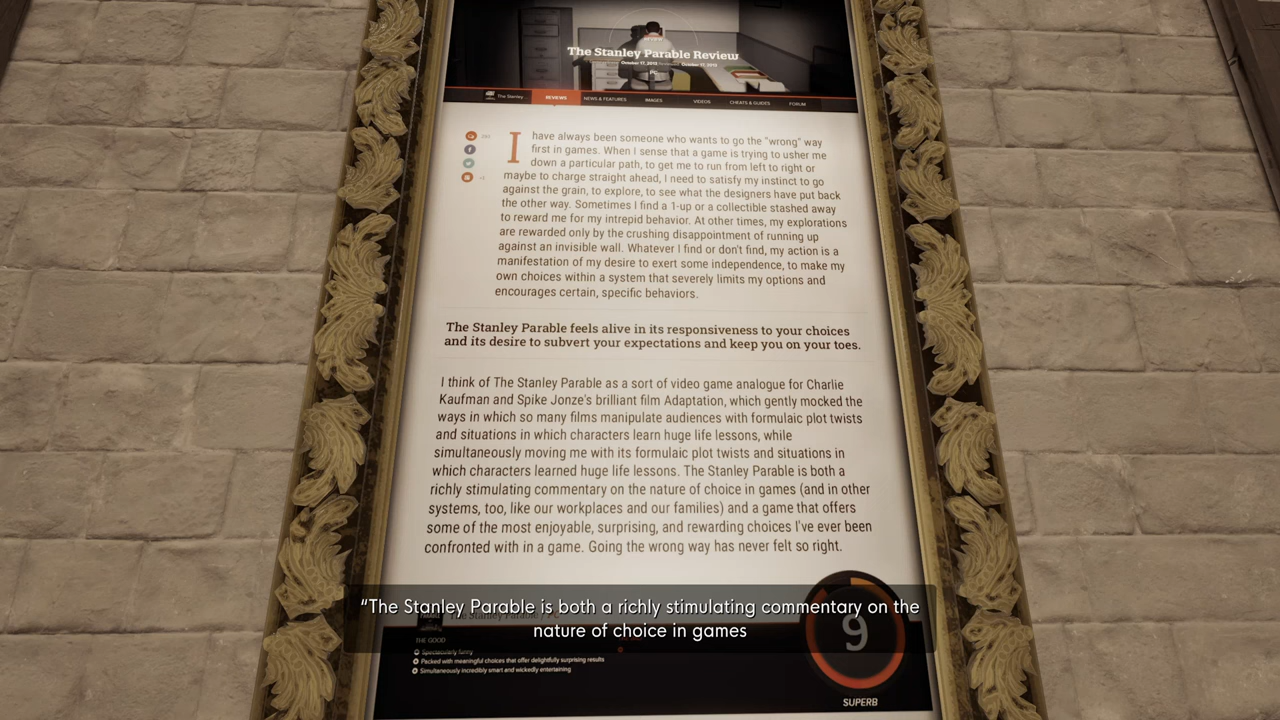 The Stanley Parable Review
October 17, 2013 Reviewed October 17, 2013
PC
The Stanley...
REVIEWS
NEWS & FEATURES
IMAGES
VIDEOS
CHEATS & GUIDES
FORUM
I have always been someone who wants to go the "wrong" way
first in games. When I sense that a game is trying to usher me
down a particular path, to get me to run from left to right or
maybe to charge straight ahead, I need to satisfy my instinct to go
against the grain, to explore, to see what the designers have put back
the other way. Sometimes I find a 1-up or a collectible stashed away
to reward me for my intrepid behavior. At other times, my explorations
are rewarded only by the crushing disappointment of running up
against an invisible wall. Whatever I find or don't find, my action is a
manifestation of my desire to exert some independence, to make my
own choices within a system that severely limits my options and
encourages certain, specific behaviors.
The Stanley Parable feels alive in its responsiveness to your choices
and its desire to subvert your expectations and keep you on your toes.
I think of The Stanley Parable as a sort of video game analogue for Charlie
Kaufman and Spike Jonze's brilliant film Adaptation, which gently mocked the
ways in which so many films manipulate audiences with formulaic plot twists
and situations in which characters learn huge life lessons, while
simultaneously moving me with its formulaic plot twists and situations in
which characters learned huge life lessons. The Stanley Parable is both a
richly stimulating commentary on the nature of choice in games (and in other
systems, too, like our workplaces and our families) and a game that offers
some of the most enjoyable, surprising, and rewarding choices I've ever been
confronted with in a game. Going the wrong way has never felt so right.
“The Stanley Parable is both a richly stimulating commentary on the
nature of choice in games
THE GOOD
Spectacularly funny
Packed with meaningful choices that offer delightfully surprising results
Simultaneously incredibly smart and wickedly entertaining
9
SUPERB